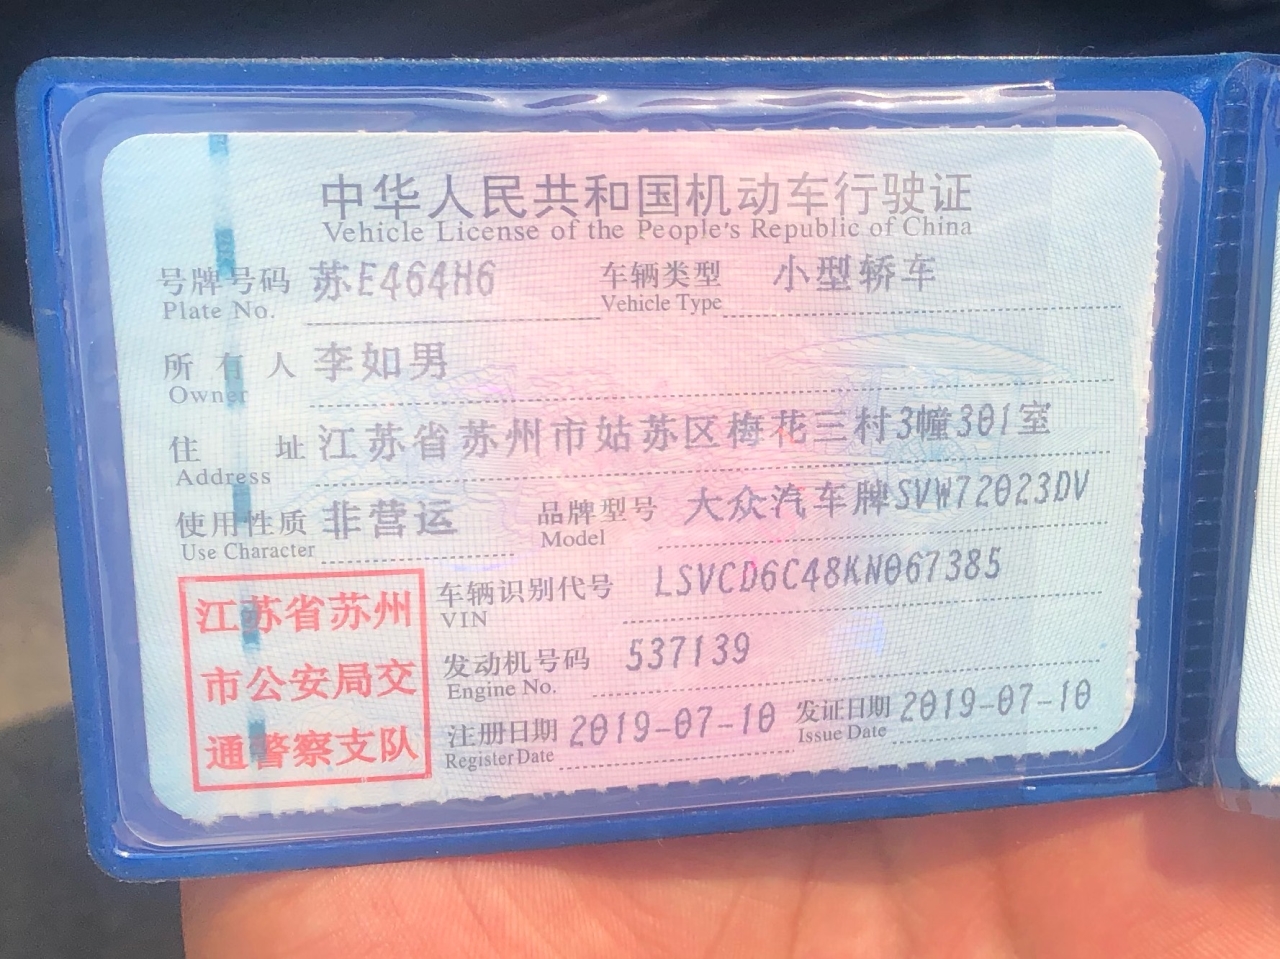 中华人民共和国机动车行驶证
Vehicle License of the People's Republic of China
号牌号码 苏E464H6 车辆类型 小型轿车
Plate No. Vehicle Type
所有人 李如男
Owner
住址 江苏省苏州市姑苏区梅花三村3幢301室
Address
使用性质 非营运 品牌型号 大众汽车牌SVW72023DV
Use Character Model
车辆识别代号 LSVCD6C48KN067385
VIN
发动机号码 537139
Engine No.
注册日期 2019-07-10 发证日期 2019-07-10
Register Date Issue Date
江苏省苏州
市公安局交
通警察支队